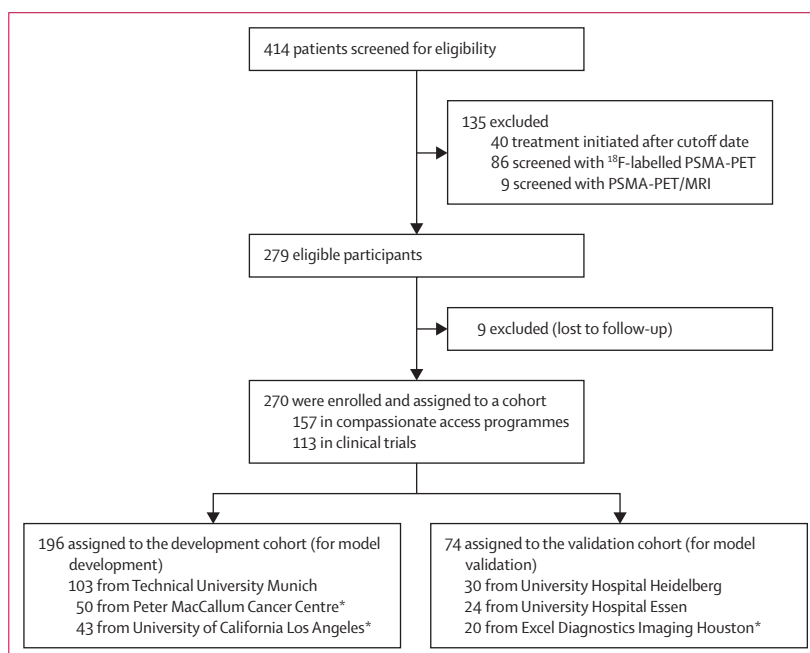 414 patients screened for eligibility
135 excluded
40 treatment initiated after cutoff date
86 screened with ¹⁸F-labelled PSMA-PET
9 screened with PSMA-PET/MRI
279 eligible participants
9 excluded (lost to follow-up)
270 were enrolled and assigned to a cohort
157 in compassionate access programmes
113 in clinical trials
196 assigned to the development cohort (for model
development)
103 from Technical University Munich
50 from Peter MacCallum Cancer Centre*
43 from University of California Los Angeles*
74 assigned to the validation cohort (for model
validation)
30 from University Hospital Heidelberg
24 from University Hospital Essen
20 from Excel Diagnostics Imaging Houston*